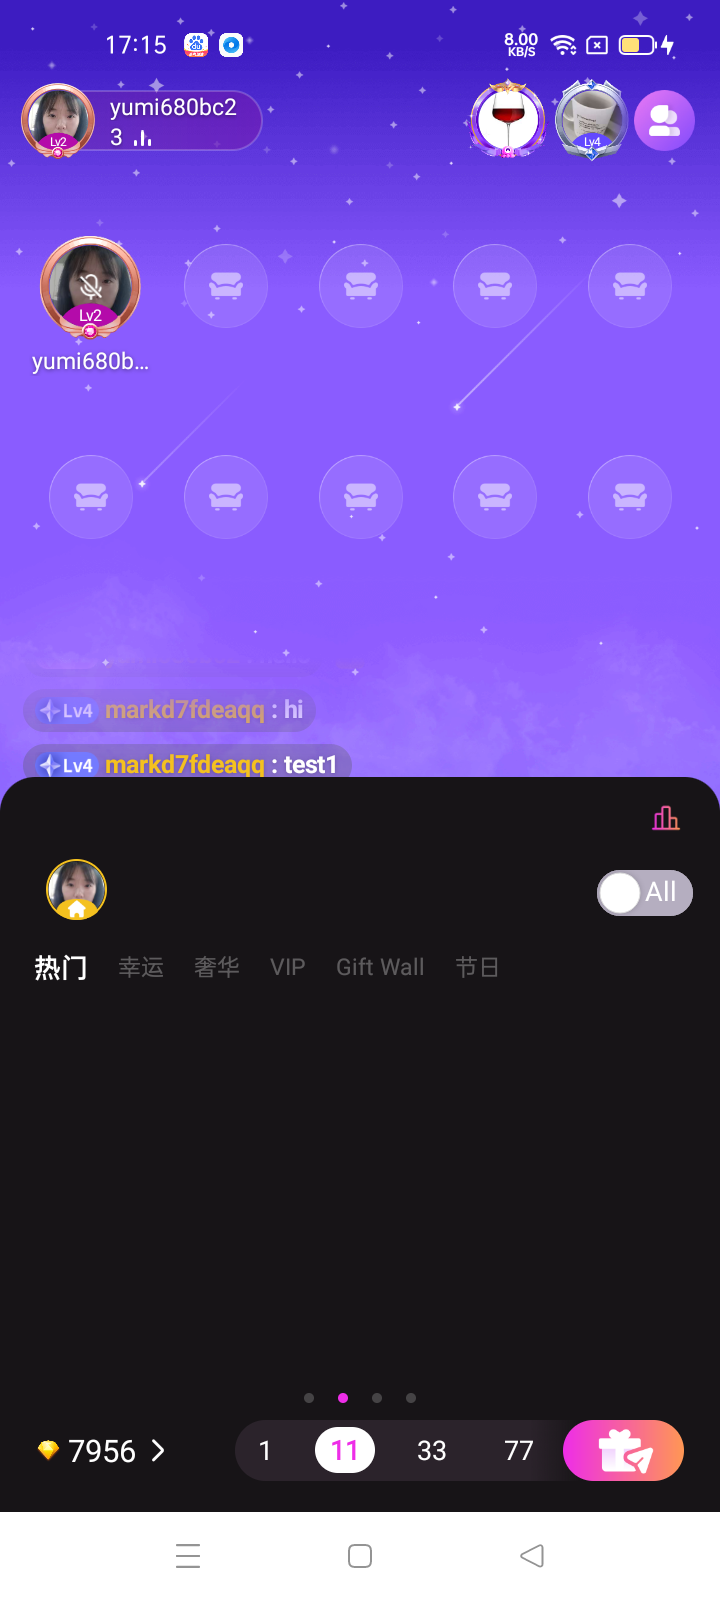 17:15
8.00
KB/S
yumi680bc2
3
Lv2
Lv4
Lv2
yumi680b...
Lv4 markd7fdeaqq : hi
Lv4 markd7fdeaqq : test1
All
热门 幸运 奢华 VIP Gift Wall 节日
7956 1 11 33 77